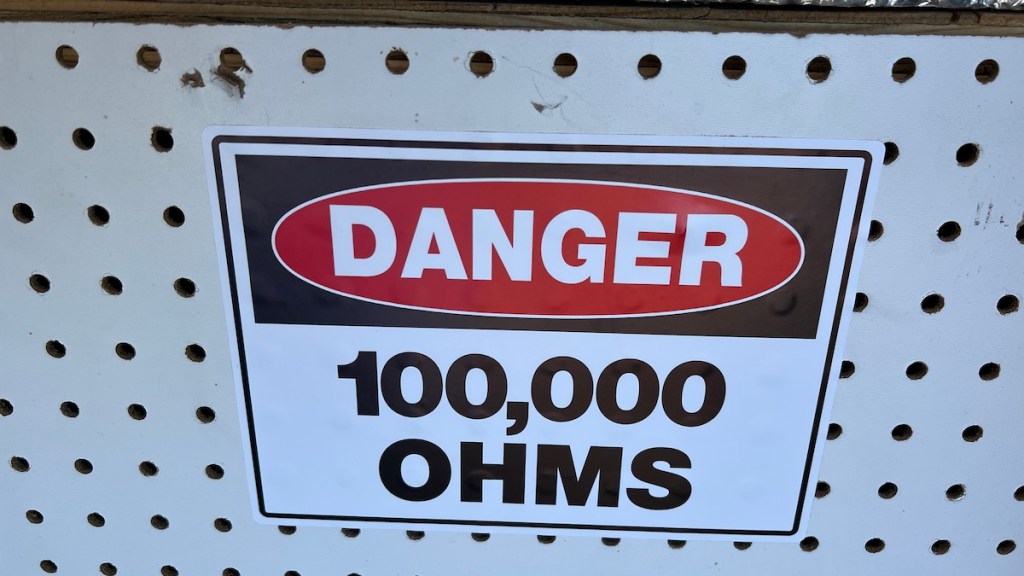 DANGER
100,000
OHMS